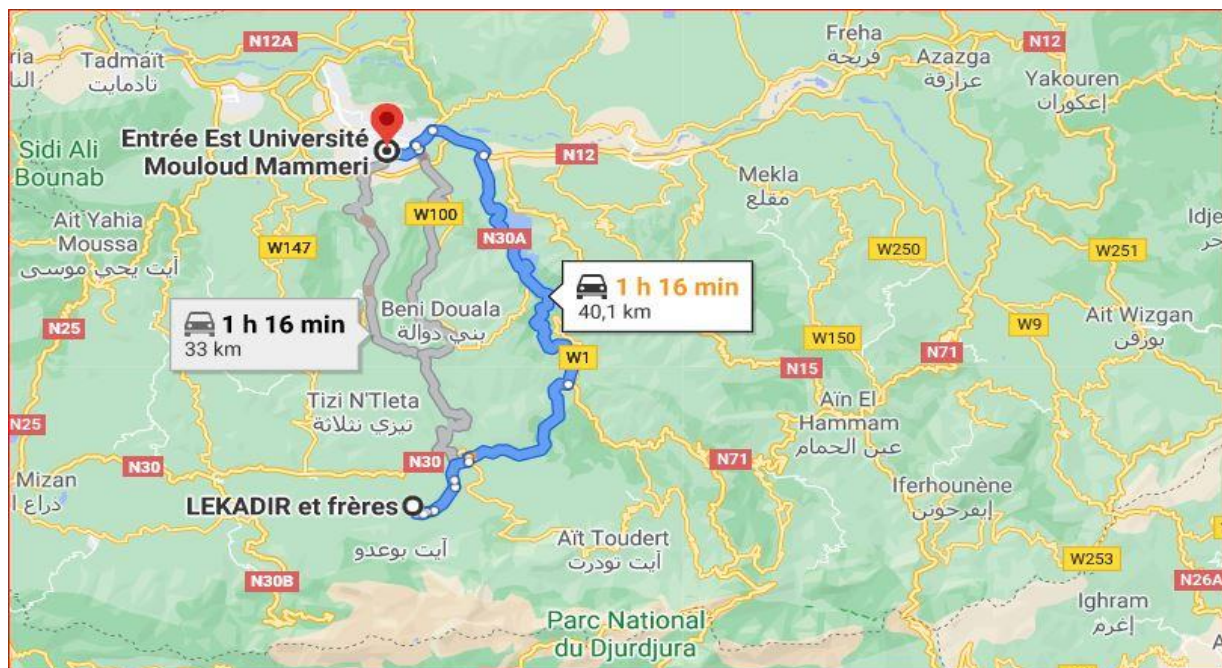 N12A
Freha
فريحة
Azazga
عزازقة
N12
Yakouren
إعكوران
ria
Tadmaït
تادمايت
Entrée Est Université
Mouloud Mammeri
Sidi Ali
Bounab
N12
Mekla
مقلع
Ait Yahia
Moussa
آيت يحي موسى
W100
N30A
W147
W250
W251
Idje
1 h 16 min
40,1 km
1 h 16 min
33 km
Beni Douala
بني دوالة
N25
W1
W150
W9
Ait Wizgan
بوزقن
N71
N15
Tizi N'Tleta
تيزي نثلاثة
Aïn El
Hammam
عين الحمام
N25
N30
N30
N71
Mizan
ذراع ا
LEKADIR et frères
Iferhounène
إيفرحونن
آيت بوعدو
Aït Toudert
آيت تودرت
W253
N30B
N26A
Ighram
إغرم
Parc National
du Djurdjura